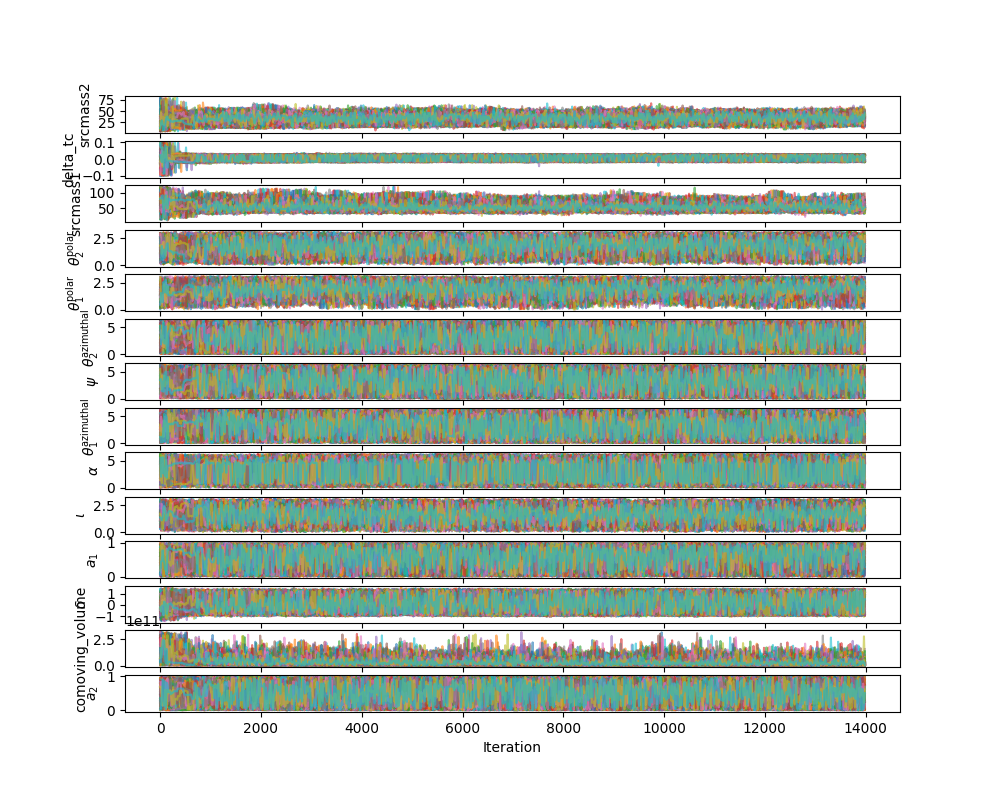 75
50
25
srcmass2
0.1
0.0
−0.1
delta_tc
100
50
srcmass1
2.5
0.0
θ₂^polar
2.5
0.0
θ₁^polar
5
0
θ₂^azimuthal
5
0
ψ
5
0
θ₁^azimuthal
5
0
α
2.5
0.0
ι
1
0
a₁
1
0
−1
1e11
2.5
0.0
comoving_volume
1
0
a₂
0
2000
4000
6000
8000
10000
12000
14000
Iteration